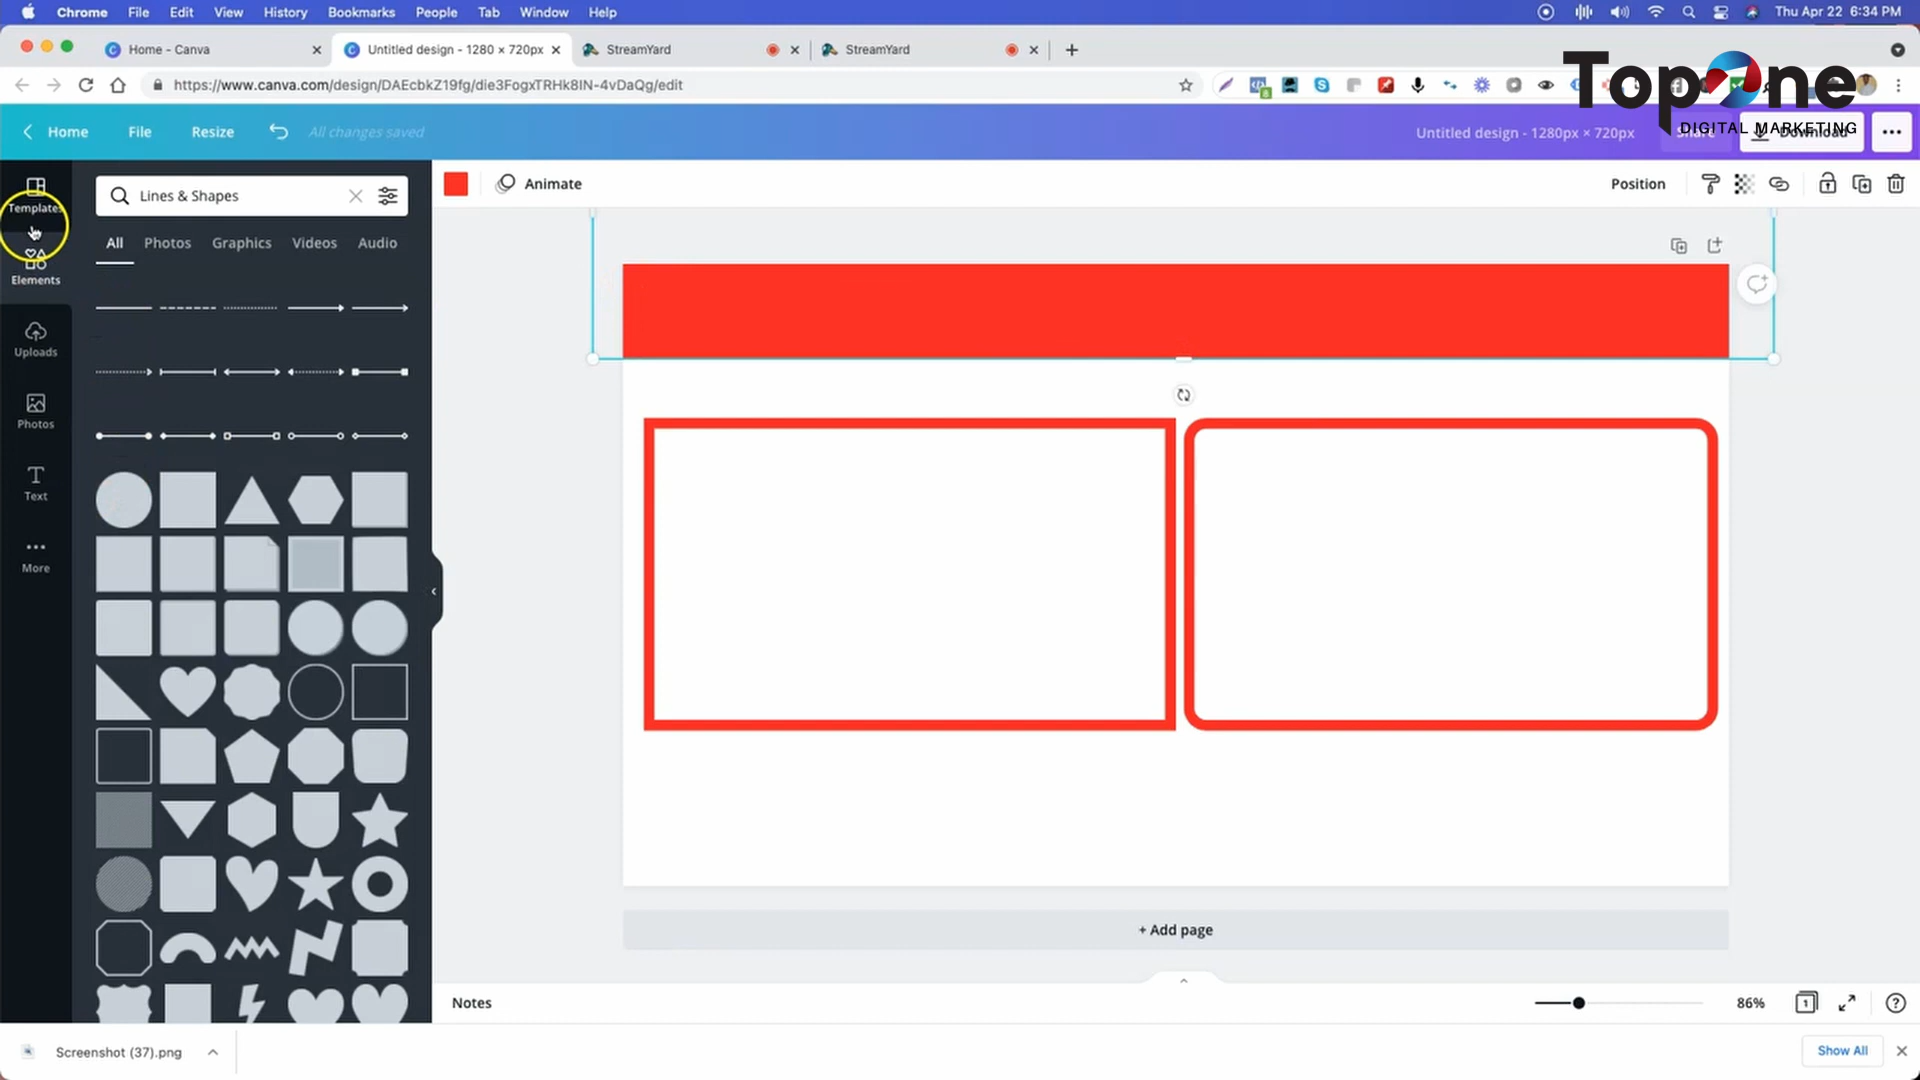 Chrome File Edit View History Bookmarks People Tab Window Help Thu Apr 22 6:34 PM
Home - Canva Untitled design - 1280 × 720px StreamYard StreamYard
https://www.canva.com/design/DAEcbkZ19fg/die3FogxTRHk8IN-4vDaQg/edit
TopOne
DIGITAL MARKETING
Home File Resize All changes saved Untitled design - 1280px × 720px Share Download
Templates
Lines & Shapes
Animate
Position
All Photos Graphics Videos Audio
Elements
Uploads
Photos
Text
More
+ Add page
Notes
86%
1
Screenshot (37).png
Show All